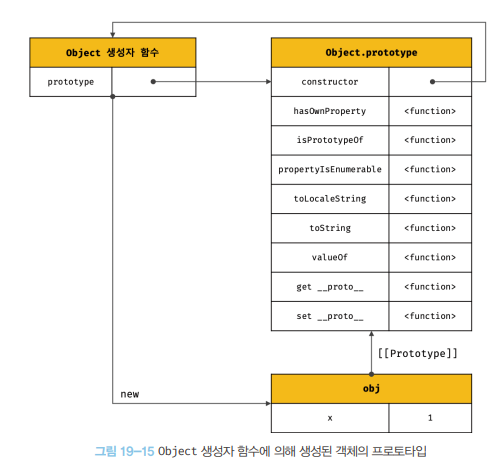 Object 생성자 함수
prototype
Object.prototype
constructor
hasOwnProperty <function>
isPrototypeOf <function>
propertyIsEnumerable <function>
toLocaleString <function>
toString <function>
valueOf <function>
get __proto__ <function>
set __proto__ <function>
[[Prototype]]
new
obj
x 1
그림 19-15 Object 생성자 함수에 의해 생성된 객체의 프로토타입